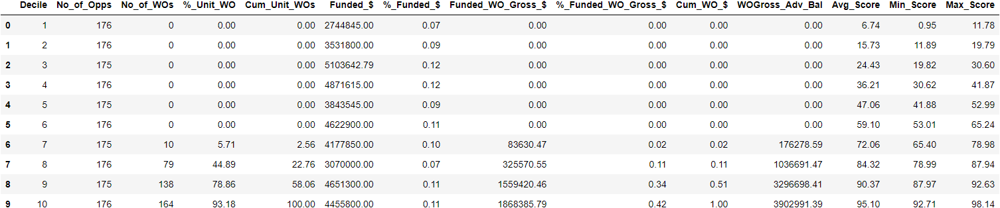 Decile No_of_Opps No_of_WOs %_Unit_WO Cum_Unit_WOs Funded_$ %_Funded_$ Funded_WO_Gross_$ %_Funded_WO_Gross_$ Cum_WO_$ WOGross_Adv_Bal Avg_Score Min_Score Max_Score
0 1 176 0 0.00 0.00 2744845.00 0.07 0.00 0.00 0.00 0.00 6.74 0.95 11.78
1 2 176 0 0.00 0.00 3531800.00 0.09 0.00 0.00 0.00 0.00 15.73 11.89 19.79
2 3 175 0 0.00 0.00 5103642.79 0.12 0.00 0.00 0.00 0.00 24.43 19.82 30.60
3 4 176 0 0.00 0.00 4871615.00 0.12 0.00 0.00 0.00 0.00 36.21 30.62 41.87
4 5 175 0 0.00 0.00 3843545.00 0.09 0.00 0.00 0.00 0.00 47.06 41.88 52.99
5 6 176 0 0.00 0.00 4622900.00 0.11 0.00 0.00 0.00 0.00 59.10 53.01 65.24
6 7 175 10 5.71 2.56 4177850.00 0.10 83630.47 0.02 0.02 176278.59 72.06 65.40 78.98
7 8 176 79 44.89 22.76 3070000.00 0.07 325570.55 0.11 0.11 1036691.47 84.32 78.99 87.94
8 9 175 138 78.86 58.06 4651300.00 0.11 1559420.46 0.34 0.51 3296698.41 90.37 87.97 92.63
9 10 176 164 93.18 100.00 4455800.00 0.11 1868385.79 0.42 1.00 3902991.39 95.10 92.71 98.14